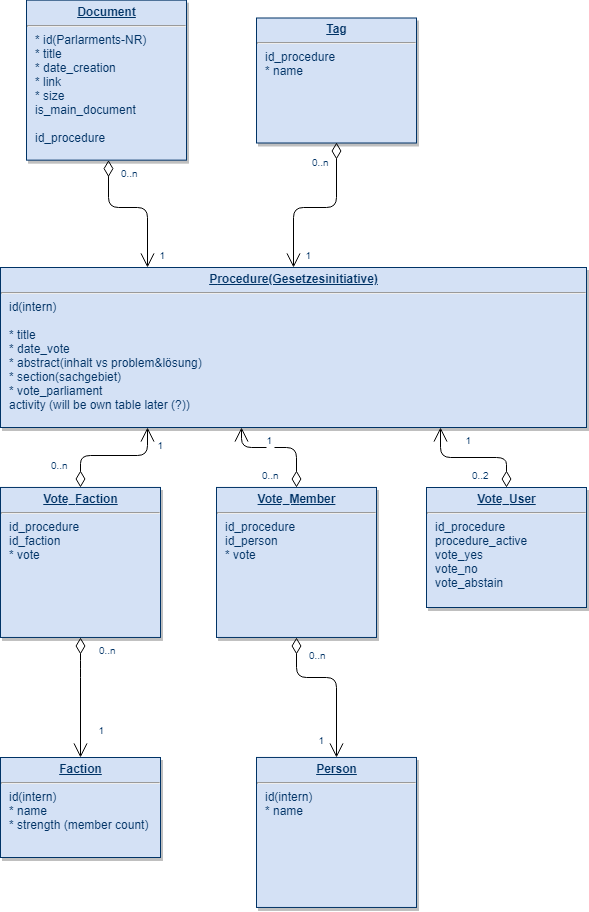 Document
* id(Parlarments-NR)
* title
* date_creation
* link
* size
is_main_document
id_procedure
Tag
id_procedure
* name
0..n
0..n
1
1
Procedure(Gesetzesinitiative)
id(intern)
* title
* date_vote
* abstract(inhalt vs problem&lösung)
* section(sachgebiet)
* vote_parliament
activity (will be own table later (?))
1
1
1
0..n
0..n
0..2
Vote_Faction
id_procedure
id_faction
* vote
Vote_Member
id_procedure
id_person
* vote
Vote_User
id_procedure
procedure_active
vote_yes
vote_no
vote_abstain
0..n
0..n
1
1
Faction
id(intern)
* name
* strength (member count)
Person
id(intern)
* name